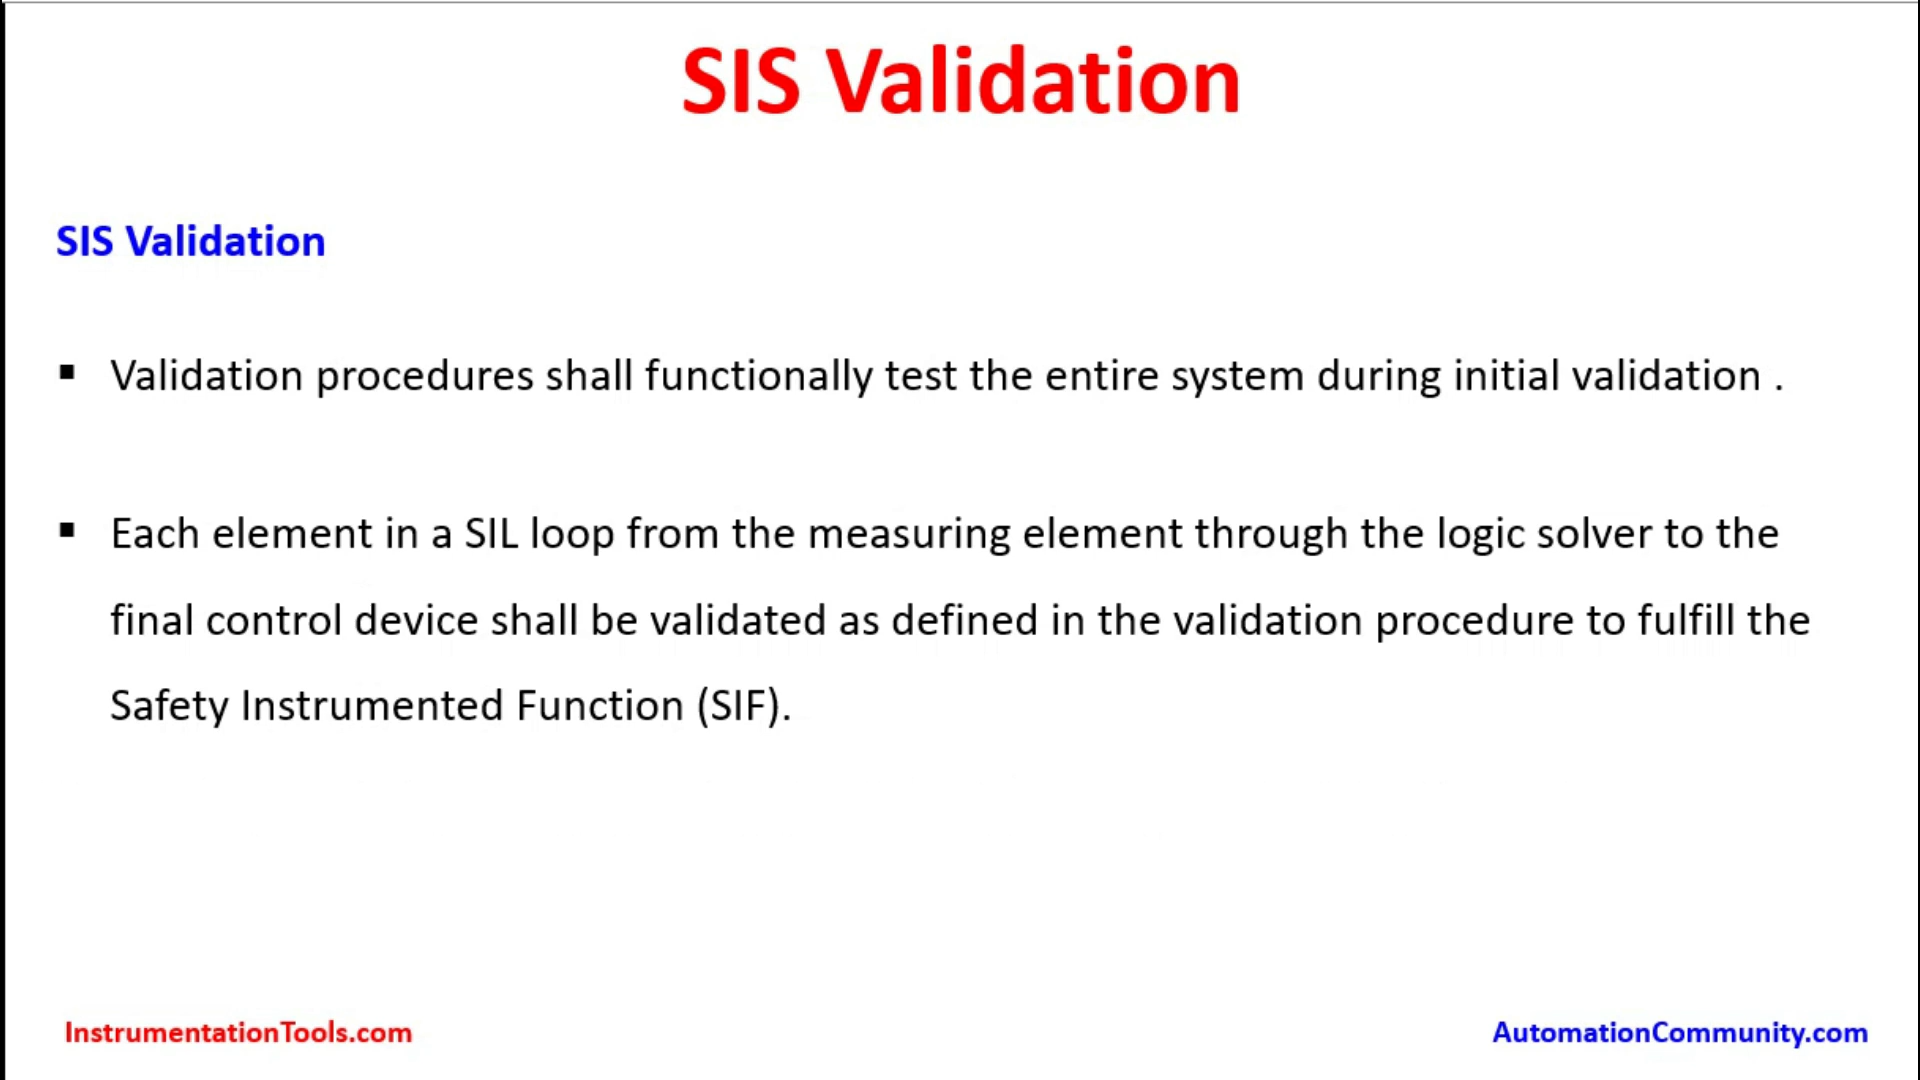 SIS Validation
SIS Validation
▪ Validation procedures shall functionally test the entire system during initial validation .
▪ Each element in a SIL loop from the measuring element through the logic solver to the
final control device shall be validated as defined in the validation procedure to fulfill the
Safety Instrumented Function (SIF).
InstrumentationTools.com
AutomationCommunity.com